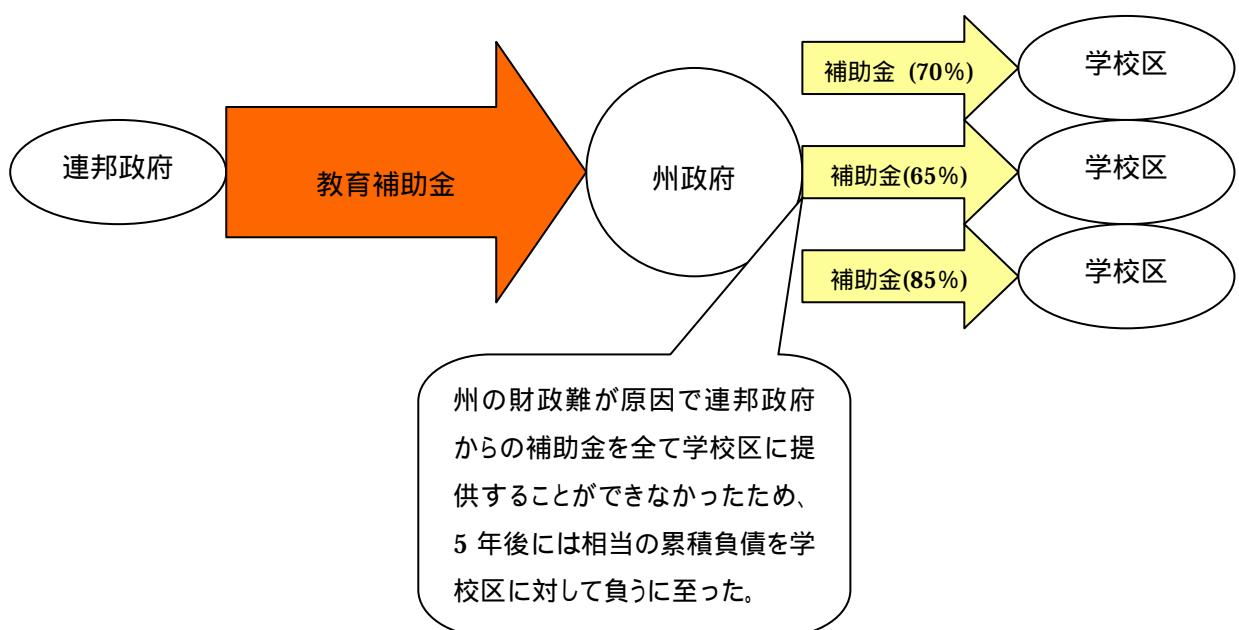 連邦政府
教育補助金
州政府
補助金 (70%)
学校区
補助金(65%)
学校区
補助金(85%)
学校区
州の財政難が原因で連邦政府
からの補助金を全て学校区に提
供することができなかったため、
5 年後には相当の累積負債を学
校区に対して負うに至った。